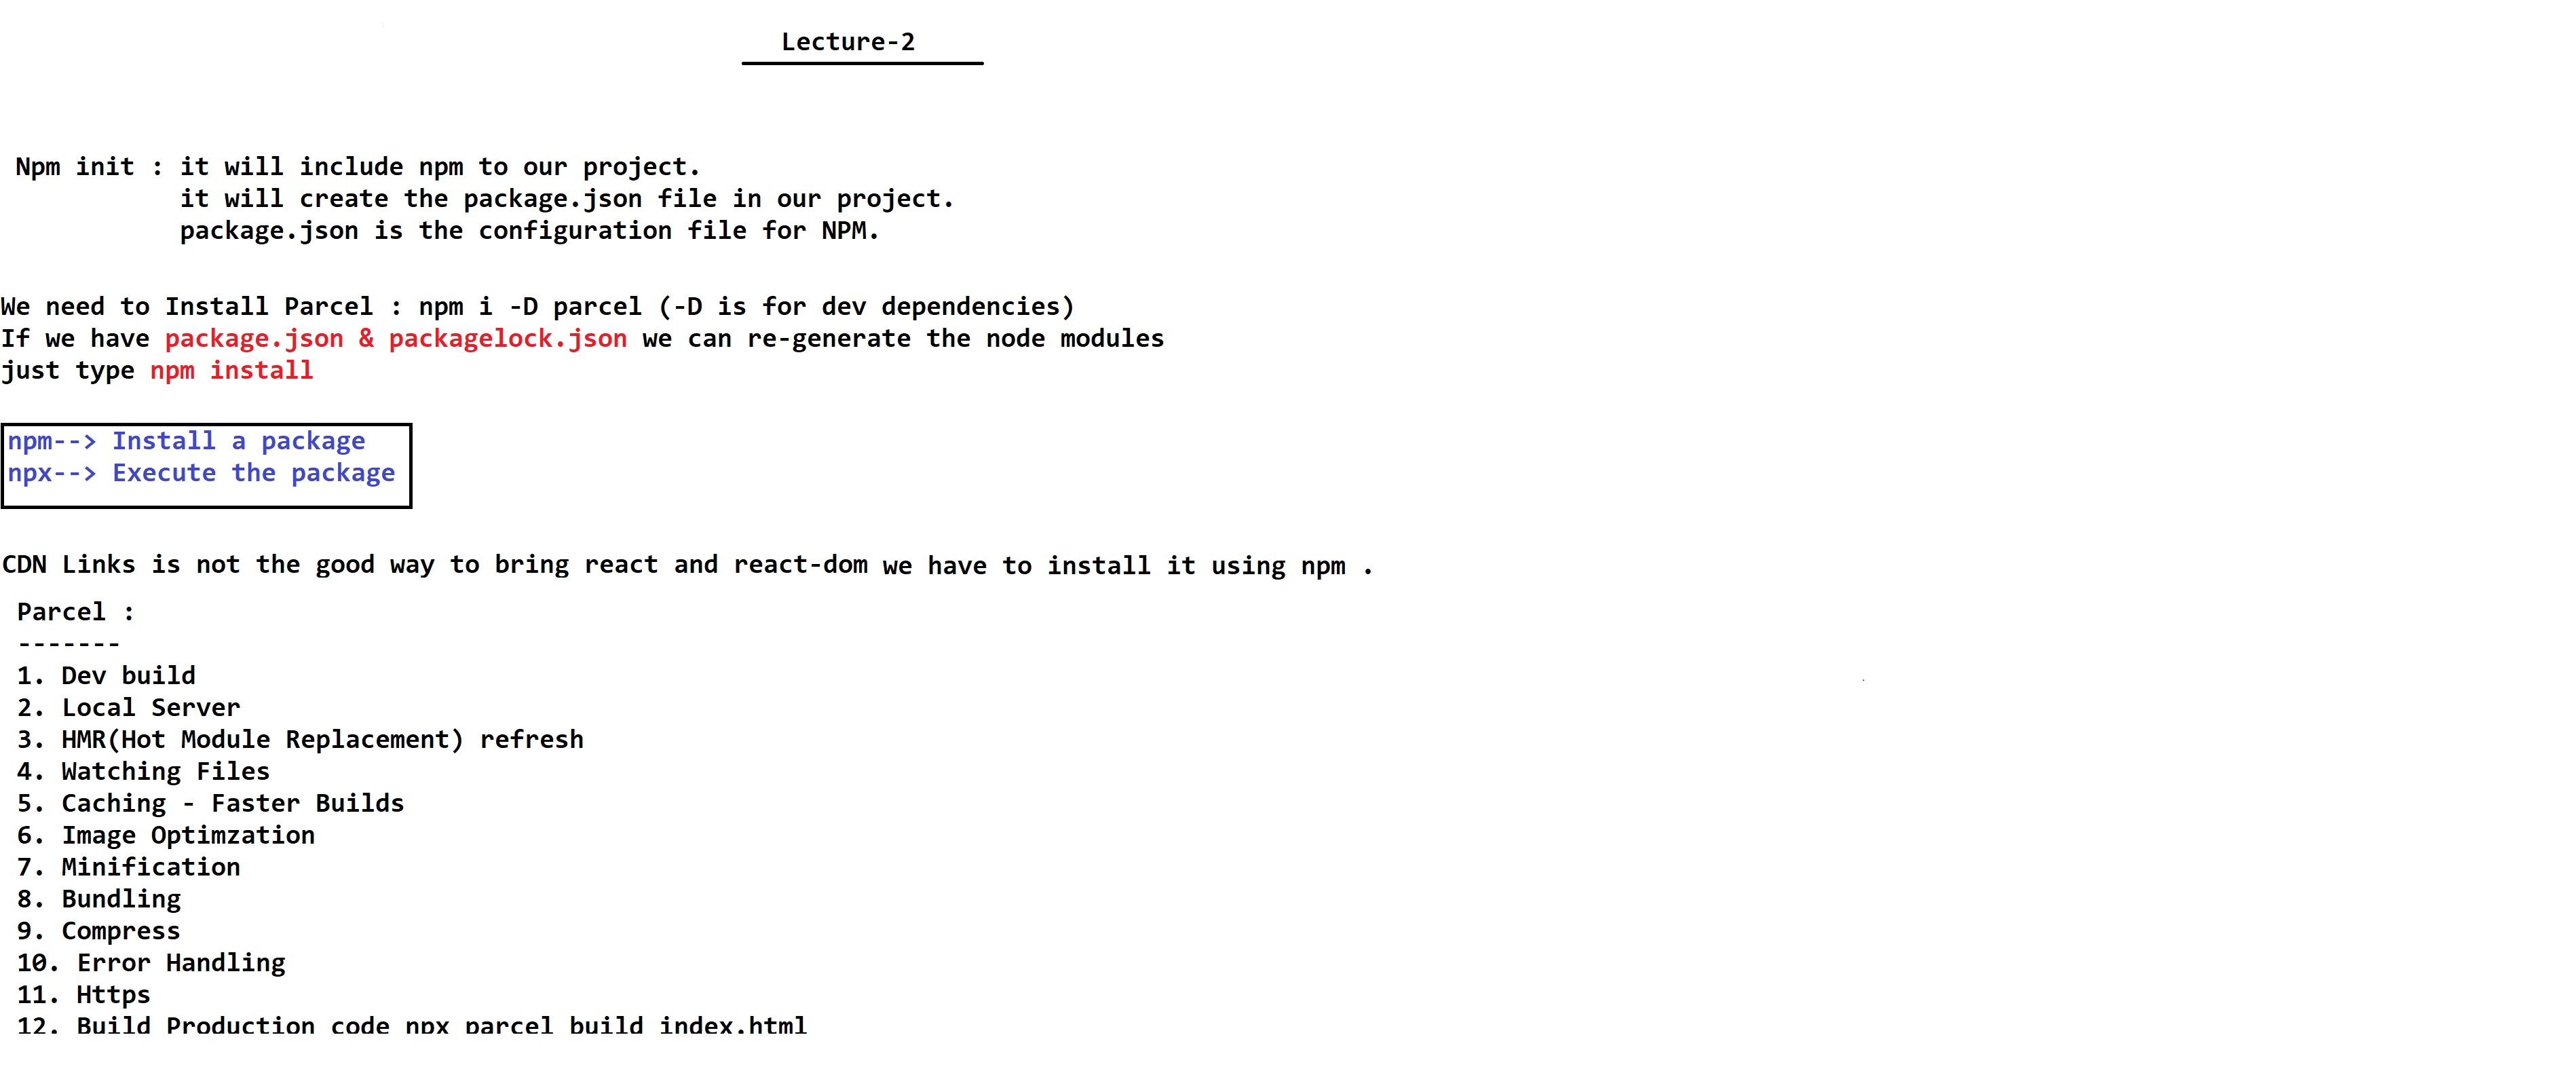 Lecture-2
Npm init : it will include npm to our project.
it will create the package.json file in our project.
package.json is the configuration file for NPM.
We need to Install Parcel : npm i -D parcel (-D is for dev dependencies)
If we have package.json & packagelock.json we can re-generate the node modules
just type npm install
npm--> Install a package
npx--> Execute the package
CDN Links is not the good way to bring react and react-dom we have to install it using npm .
Parcel :
-------
1. Dev build
2. Local Server
3. HMR(Hot Module Replacement) refresh
4. Watching Files
5. Caching - Faster Builds
6. Image Optimzation
7. Minification
8. Bundling
9. Compress
10. Error Handling
11. Https
12. Build Production code npx parcel build index.html